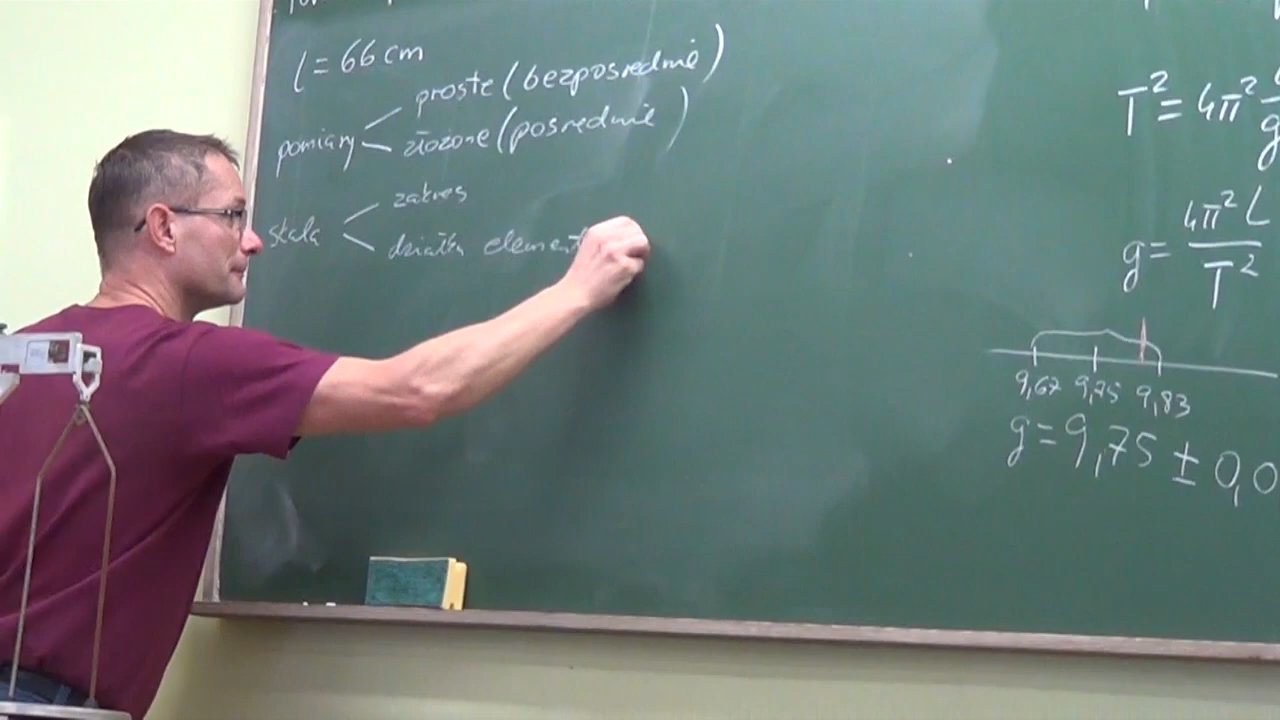 l = 66 cm
pomiary
proste (bezpośrednie)
złożone (pośrednie)
skala
zakres
działka element
T² = 4π²
g
g = 4π² L / T²
9,67 9,75 9,83
g = 9,75 ± 0,0